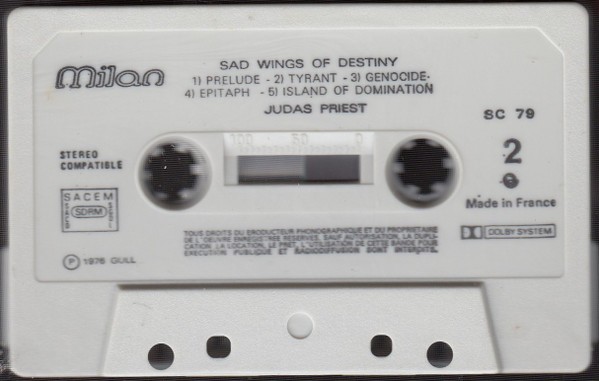 SAD WINGS OF DESTINY
Milan
1) PRELUDE - 2) TYRANT - 3) GENOCIDE-
4) EPITAPH - 5) ISLAND OF DOMINATION
JUDAS PRIEST
SC 79
100 50 0
STEREO
COMPATIBLE
2
SACEM
SDRM
SACD
SGDL
Made in France
TOUS DROITS DU PRODUCTEUR PHONOGRAPHIQUE ET DU PROPRIETAIRE
DE L'OEUVRE ENREGISTREE RESERVES. SAUF AUTORISATION, LA DUPLI-
CATION, LA LOCATION, LE PRET, L'UTILISATION DE CETTE BANDE POUR
EXECUTION PUBLIQUE ET RADIODIFFUSION SONT INTERDITS.
DOLBY SYSTEM
℗ 1976 GULL